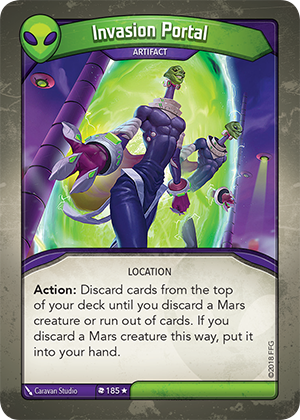 Invasion Portal
ARTIFACT
LOCATION
Action: Discard cards from the top
of your deck until you discard a Mars
creature or run out of cards. If you
discard a Mars creature this way, put it
into your hand.
©2018 FFG
Caravan Studio
185 ★